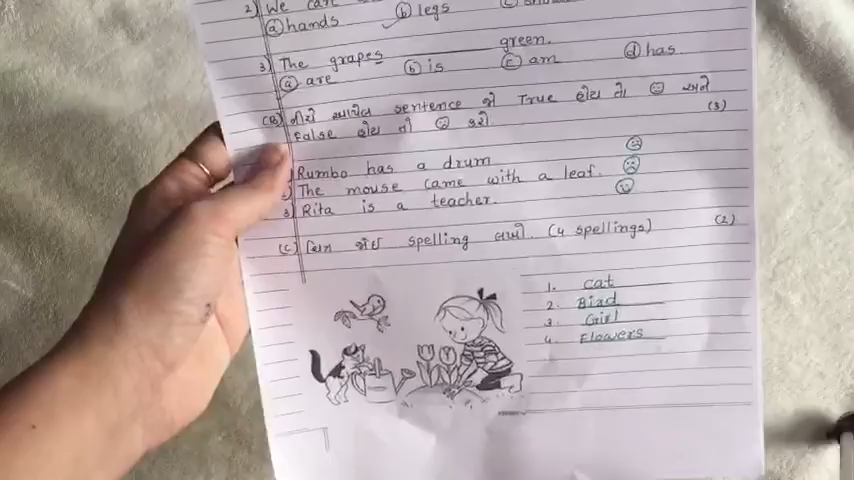 2) We can
ⓐ hands ⓑ legs
3) The grapes ______ green.
ⓐ are ⓑ is ⓒ am ⓓ has
(B) નીચે આપેલ sentence જો True હોય તો ☺ અને
False હોય તો ☹ કરો (3)
Rumbo has a drum
2) The mouse came with a leaf.
3) Rita is a teacher.
(C) ચિત્ર જોઈ spelling લખો. (4 spellings) (2)
1. cat
2. Bird
3. Girl
4. Flowers